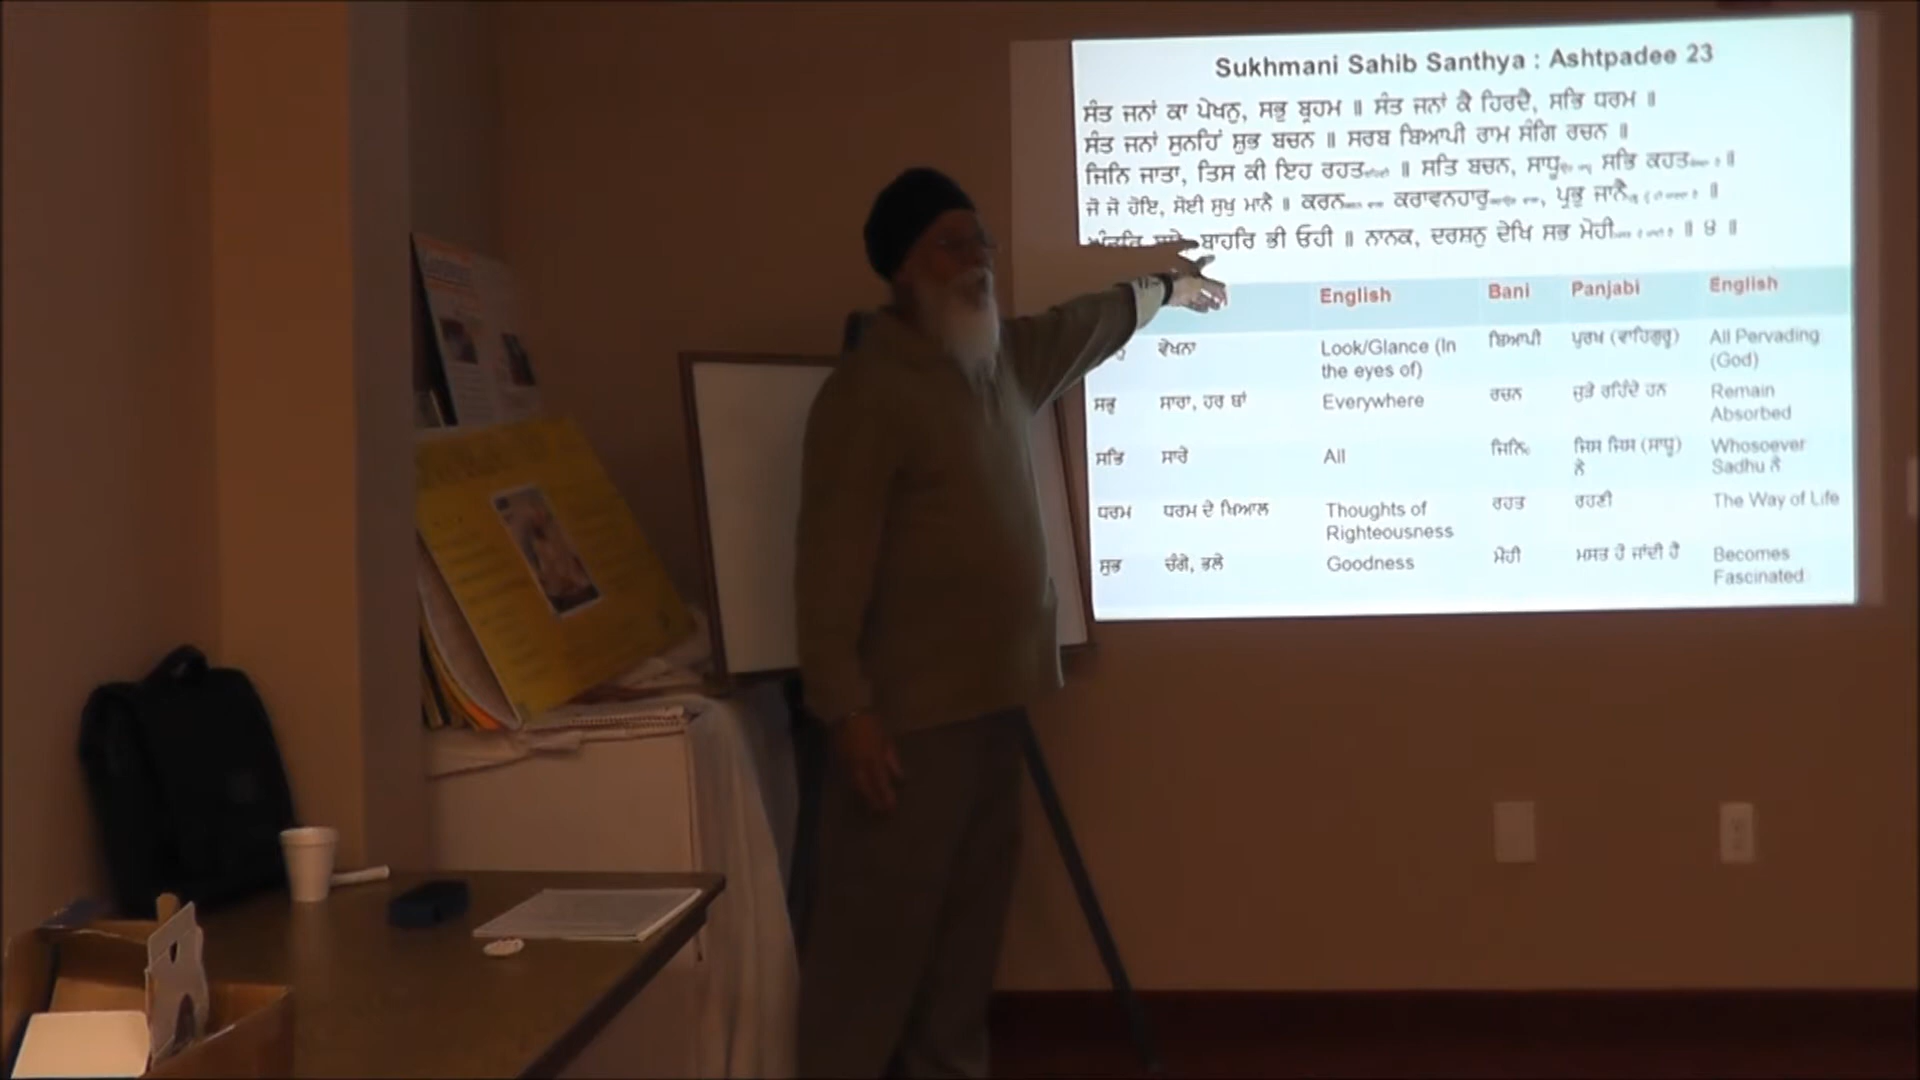 Sukhmani Sahib Santhya : Ashtpadee 23
ਸੰਤ ਜਨਾਂ ਕਾ ਪੇਖਨੁ, ਸਭੁ ਬ੍ਰਹਮ ॥ ਸੰਤ ਜਨਾਂ ਕੈ ਹਿਰਦੈ, ਸਭਿ ਧਰਮ ॥
ਸੰਤ ਜਨਾਂ ਸੁਨਹਿਂ ਸੁਭ ਬਚਨ ॥ ਸਰਬ ਬਿਆਪੀ ਰਾਮ ਸੰਗਿ ਰਚਨ ॥
ਜਿਨਿ ਜਾਤਾ, ਤਿਸ ਕੀ ਇਹ ਰਹਤ ॥ ਸਤਿ ਬਚਨ, ਸਾਧੂ ਸਭਿ ਕਹਤ ॥
ਜੋ ਜੋ ਹੋਇ, ਸੋਈ ਸੁਖੁ ਮਾਨੈ ॥ ਕਰਨ ਕਰਾਵਨਹਾਰੁ, ਪ੍ਰਭੁ ਜਾਨੈ ॥
ਬਾਹਰਿ ਭੀ ਓਹੀ ॥ ਨਾਨਕ, ਦਰਸਨੁ ਦੇਖਿ ਸਭ ਮੋਹੀ ॥ ੪ ॥
English Bani Panjabi English
ਵੇਖਨਾ Look/Glance (In the eyes of) ਬਿਆਪੀ ਪੁਰਖ (ਵਾਹਿਗੁਰੂ) All Pervading (God)
ਸਭੁ ਸਾਰਾ, ਹਰ ਥਾਂ Everywhere ਰਚਨ ਜੁੜੇ ਰਹਿੰਦੇ ਹਨ Remain Absorbed
ਸਭਿ ਸਾਰੇ All ਜਿਨਿ ਜਿਸ ਜਿਸ (ਸਾਧੂ) ਨੇ Whosoever Sadhu ਨੇ
ਧਰਮ ਧਰਮ ਦੇ ਖਿਆਲ Thoughts of Righteousness ਰਹਤ ਰਹਣੀ The Way of Life
ਸੁਭ ਚੰਗੇ, ਭਲੇ Goodness ਮੋਹੀ ਮਸਤ ਹੋ ਜਾਂਦੀ ਹੈ Becomes Fascinated